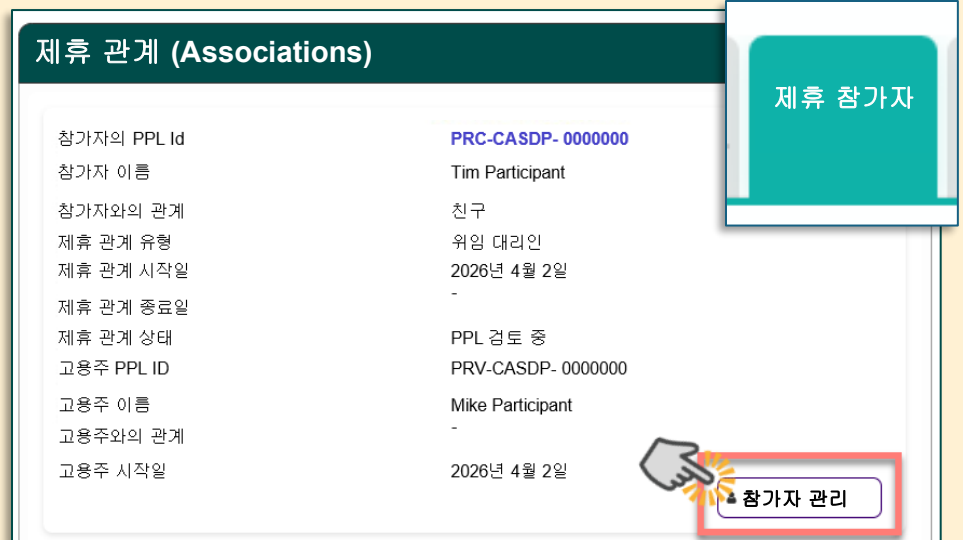 제휴 관계 (Associations)
제휴 참가자
참가자의 PPL Id PRC-CASDP- 0000000
참가자 이름 Tim Participant
참가자와의 관계 친구
제휴 관계 유형 위임 대리인
제휴 관계 시작일 2026년 4월 2일
제휴 관계 종료일 -
제휴 관계 상태 PPL 검토 중
고용주 PPL ID PRV-CASDP- 0000000
고용주 이름 Mike Participant
고용주와의 관계 -
고용주 시작일 2026년 4월 2일
참가자 관리